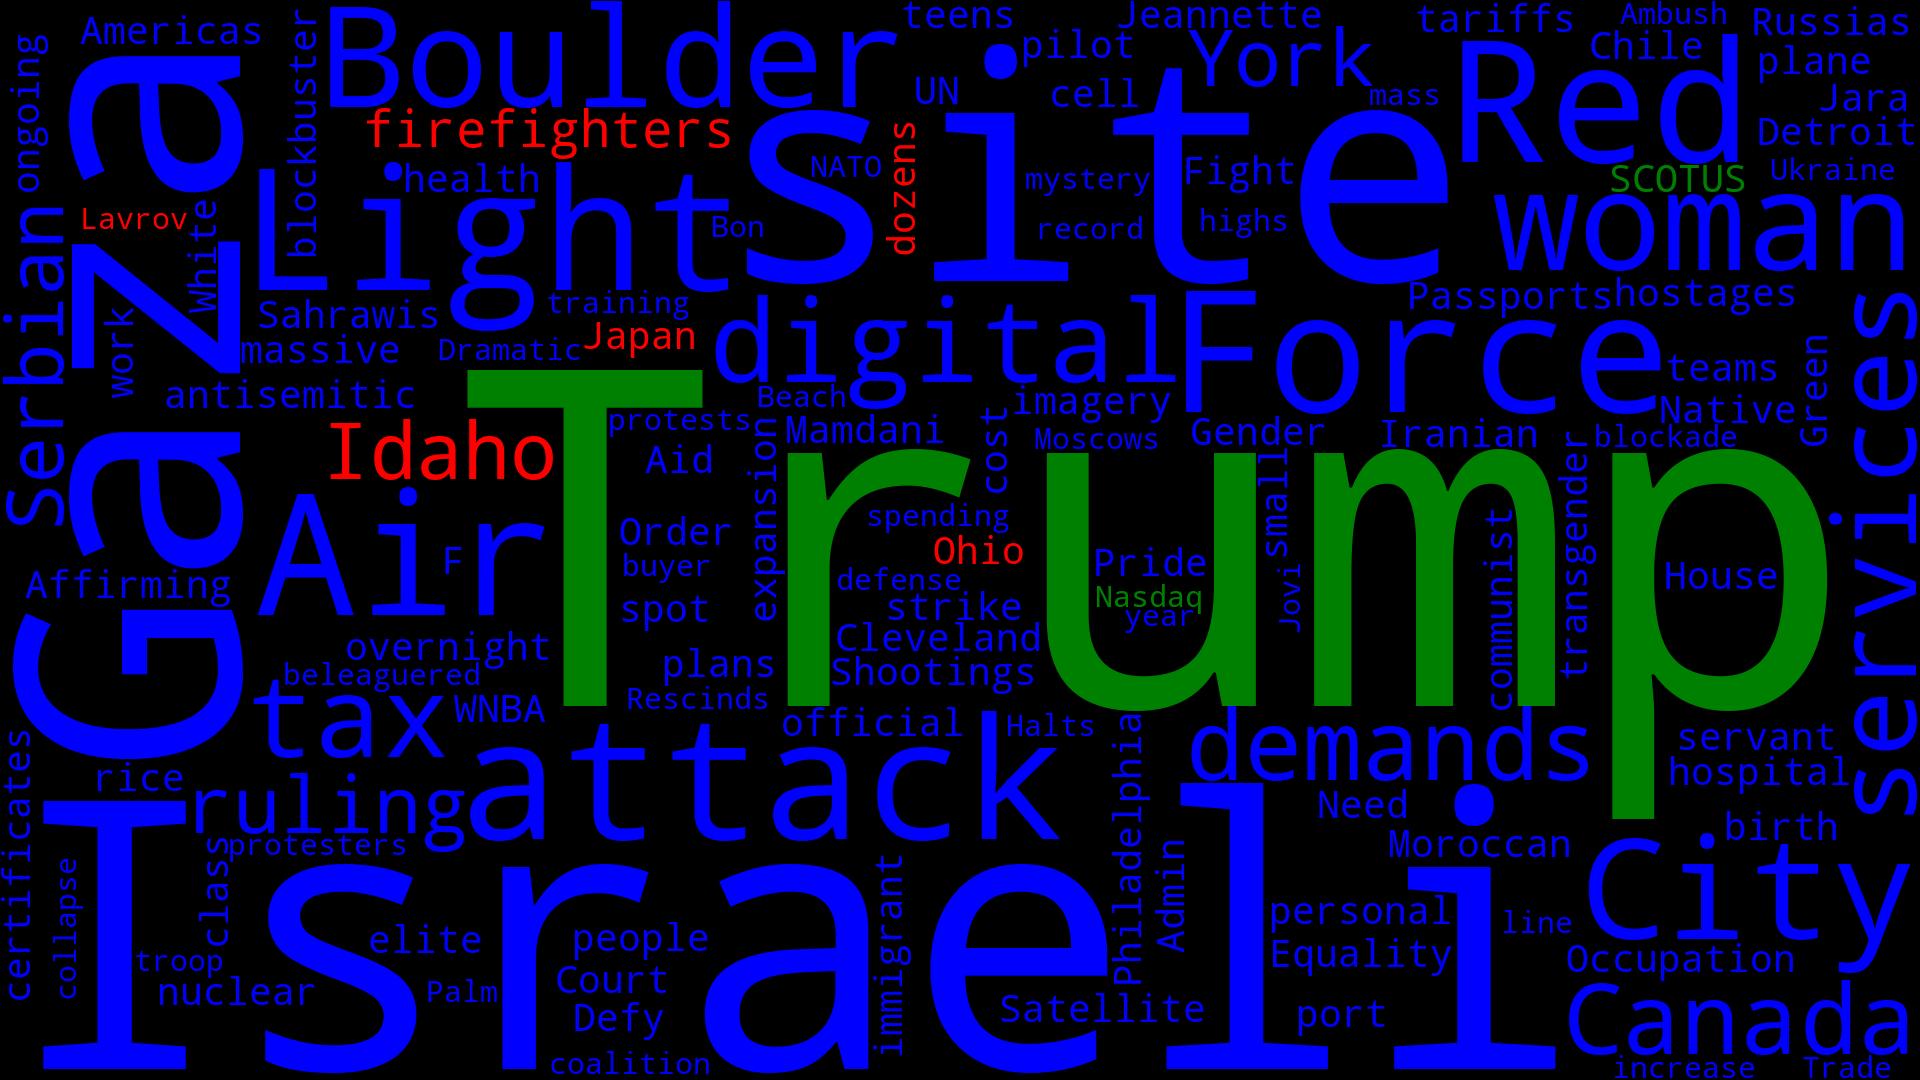 Americas
ongoing
blockbuster
Boulder
teens
Jeannette
pilot
York
tariffs
Ambush
Russias
Chile
plane
UN
cell
mass
Red
Jara
Detroit
firefighters
dozens
site
NATO
mystery
Fight
SCOTUS
Ukraine
health
Light
Bon
record
highs
woman
Lavrov
White
Gaza
Serbian
work
Sahrawis
training
massive
Dramatic
Japan
digital
Force
Passports
hostages
teams
Green
services
antisemitic
Beach
imagery
Native
Idaho
protests
Mamdani
cost
Moscows
Gender
Iranian
blockade
Aid
expansion
Trump
small
transgender
communist
Air
F
Order
spending
Ohio
buyer
defense
Pride
Nasdaq
year
Jovi
House
Affirming
spot
strike
Cleveland
overnight
plans
Shootings
beleaguered
Rescinds
tax
WNBA
official
Halts
demands
servant
hospital
certificates
rice
ruling
attack
Philadelphia
Need
birth
protesters
Moroccan
City
Israeli
class
collapse
immigrant
Admin
elite
people
personal
line
troop
nuclear
Palm
Court
Equality
Occupation
Defy
Satellite
port
Canada
coalition
increase
Trade